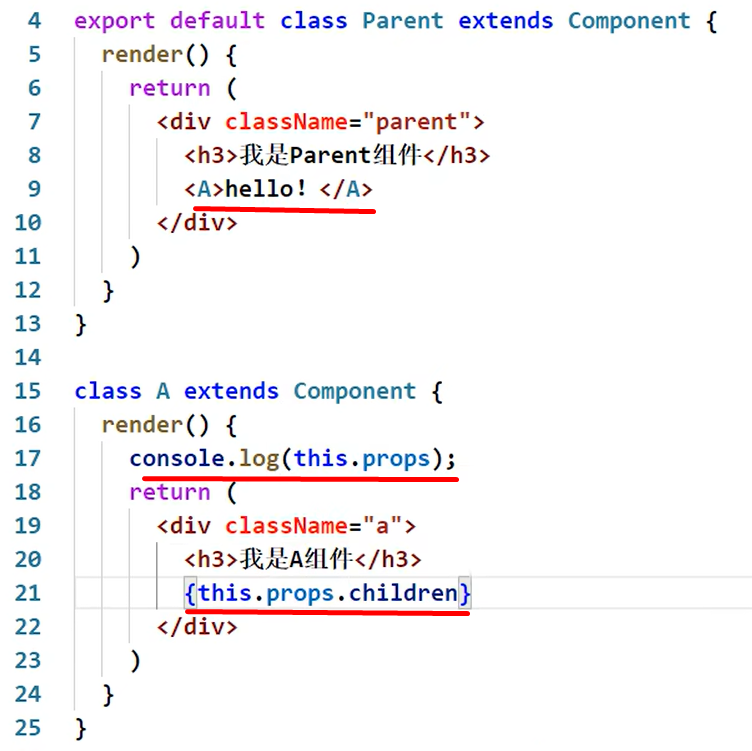 4 export default class Parent extends Component {
5 render() {
6 return (
7 <div className="parent">
8 <h3>我是Parent组件</h3>
9 <A>hello！</A>
10 </div>
11 )
12 }
13 }
14
15 class A extends Component {
16 render() {
17 console.log(this.props);
18 return (
19 <div className="a">
20 <h3>我是A组件</h3>
21 {this.props.children}
22 </div>
23 )
24 }
25 }